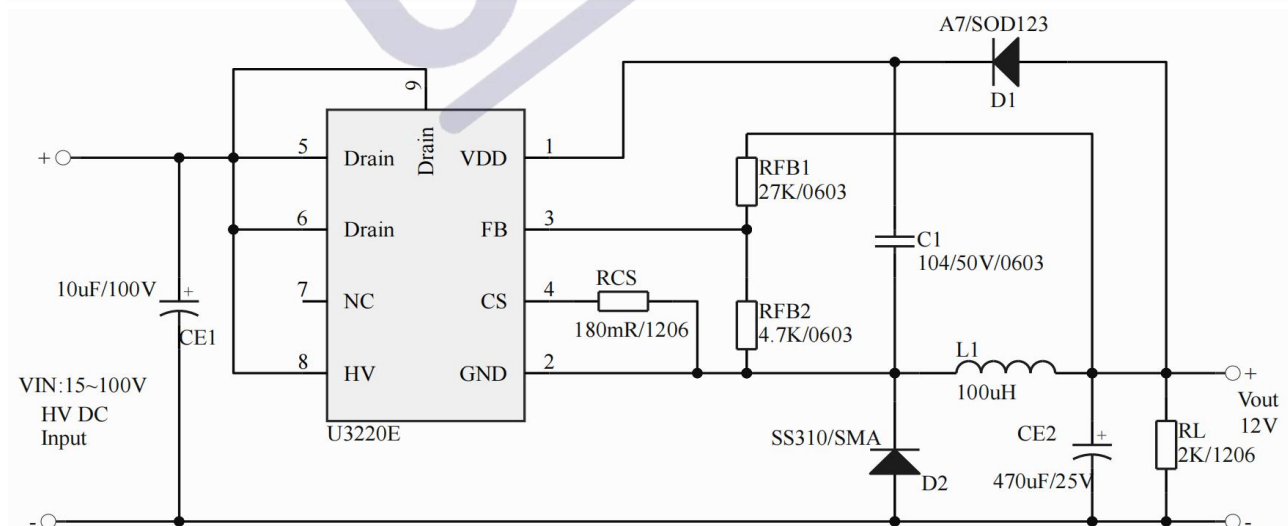 A7/SOD123
D1
9
Drain
5
Drain
VDD
1
RFB1
27K/0603
6
Drain
FB
3
C1
104/50V/0603
RCS
10uF/100V
+
CE1
7
NC
CS
4
180mR/1206
RFB2
4.7K/0603
8
HV
GND
2
L1
100uH
+
+
VIN:15~100V
HV DC
Input
U3220E
SS310/SMA
D2
CE2
+
470uF/25V
RL
2K/1206
Vout
12V
-
-